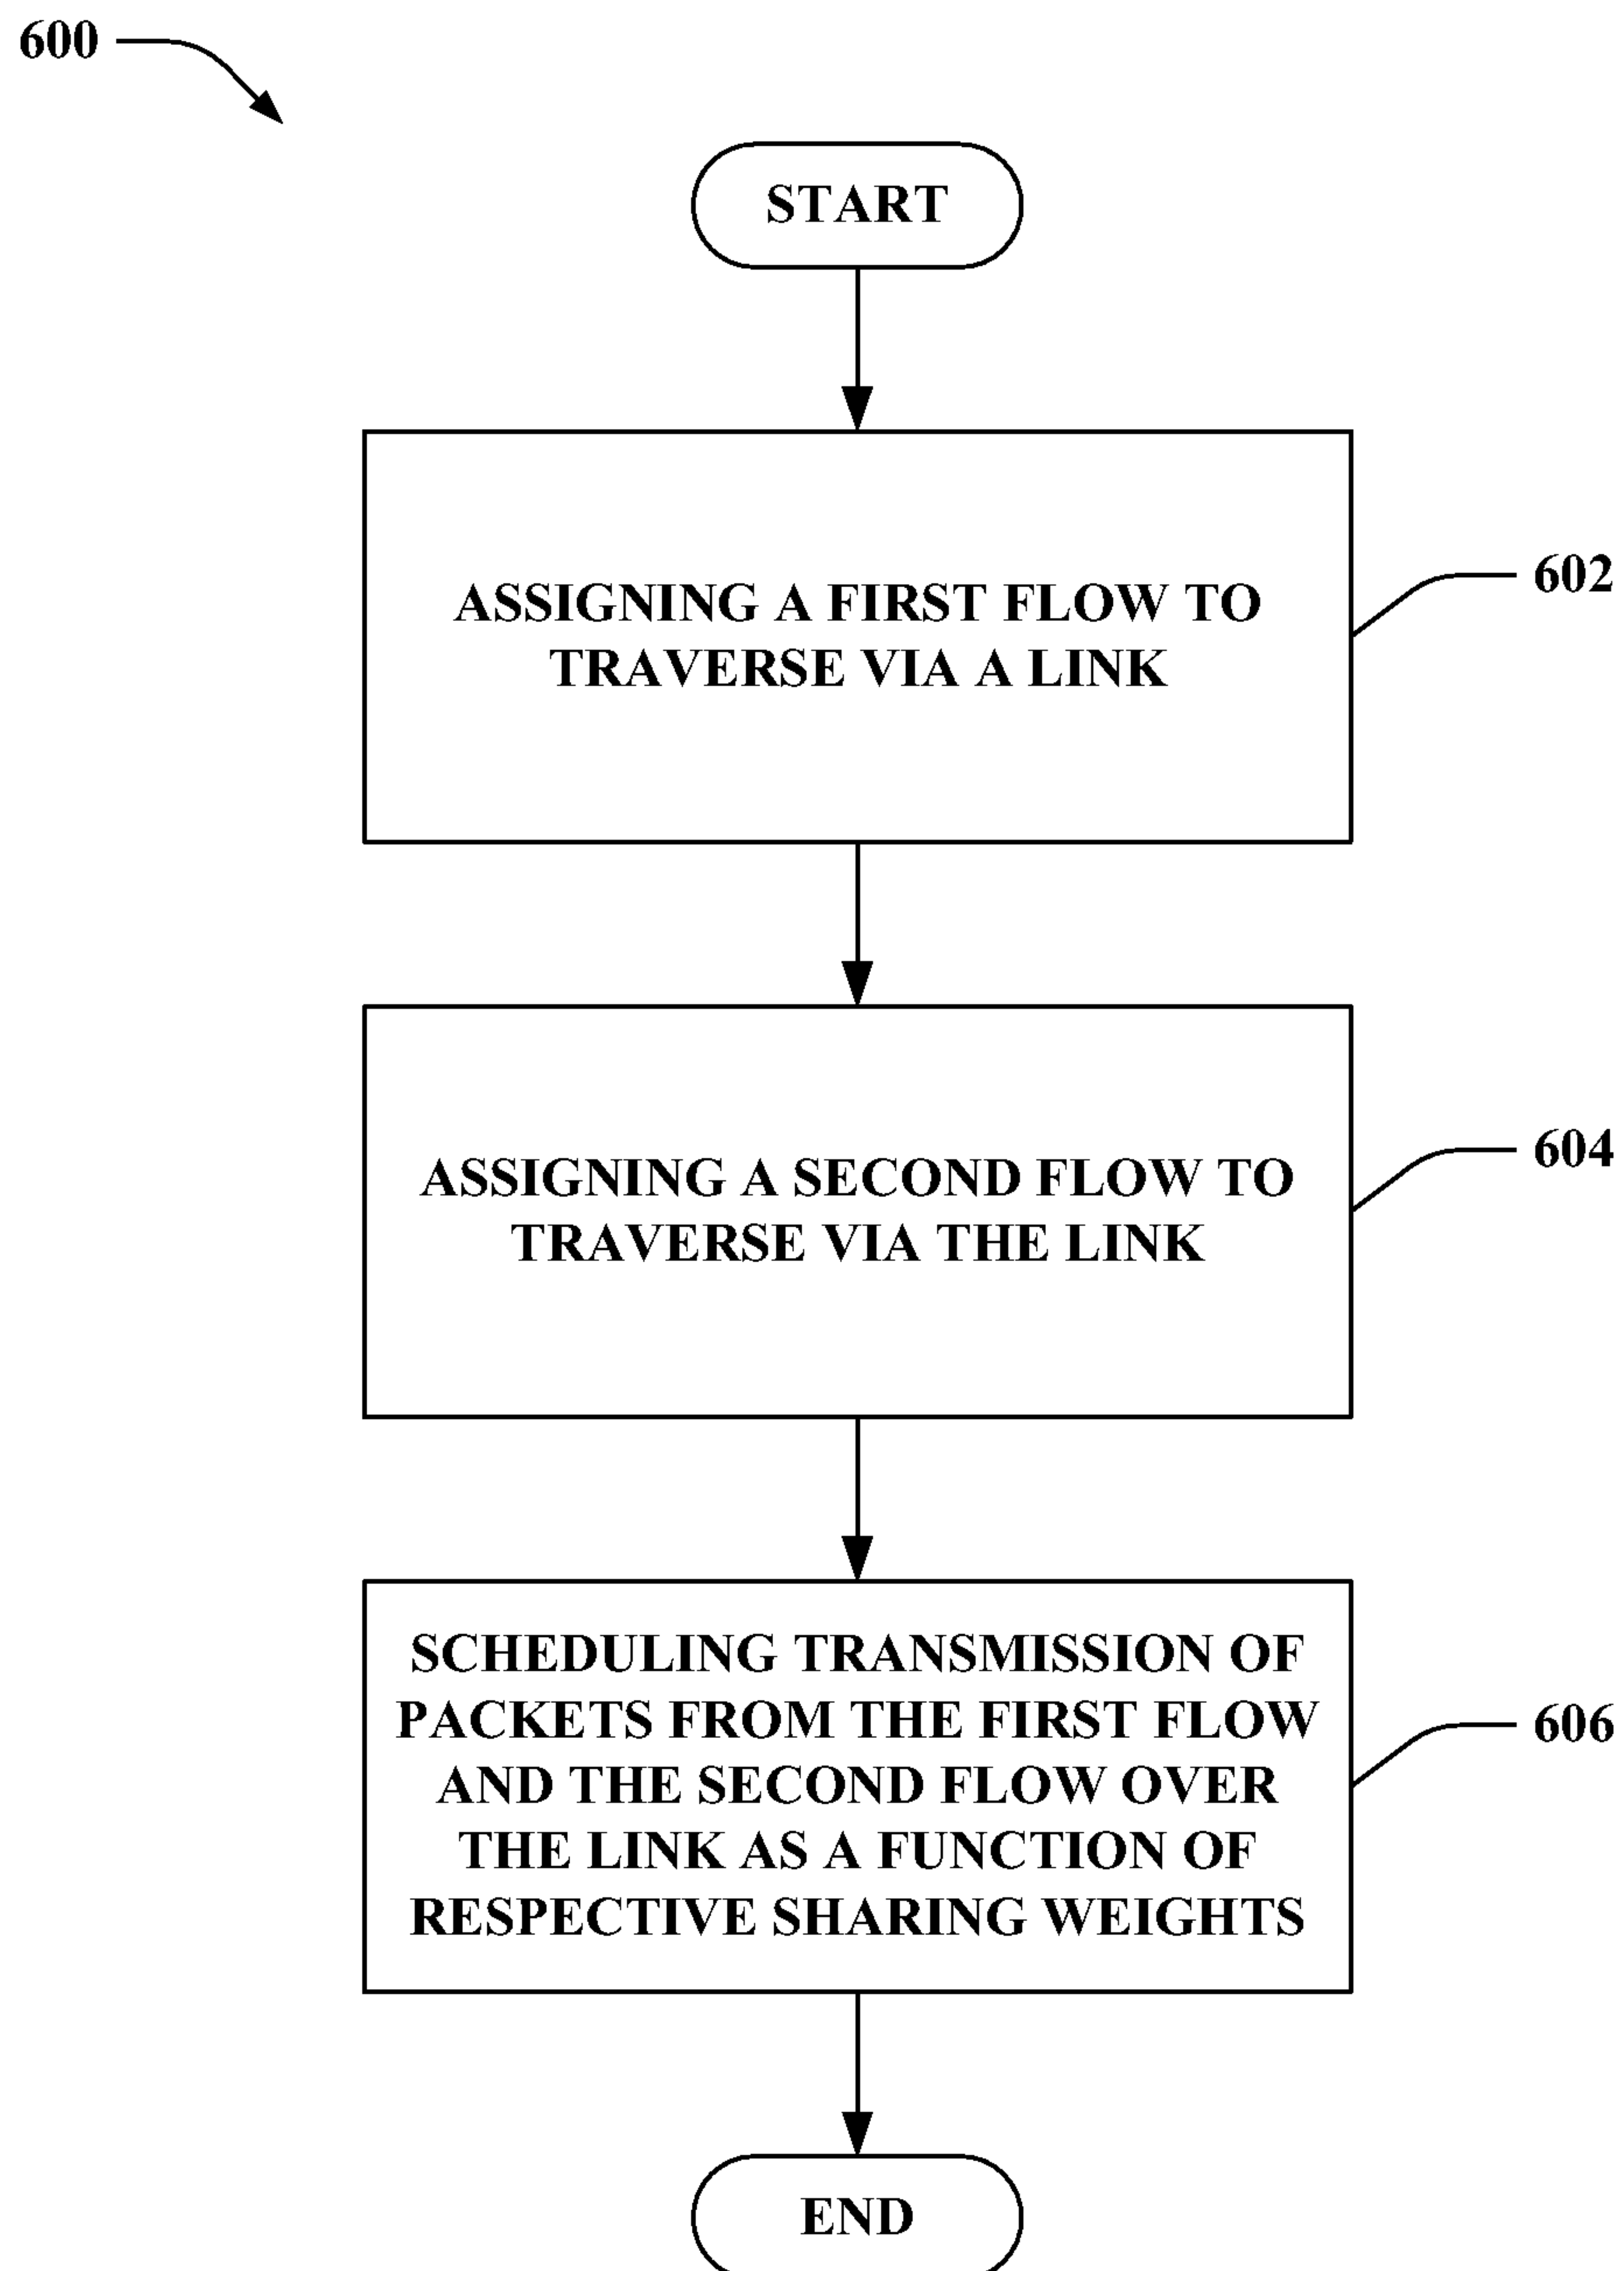 600
START
ASSIGNING A FIRST FLOW TO
TRAVERSE VIA A LINK
602
ASSIGNING A SECOND FLOW TO
TRAVERSE VIA THE LINK
604
SCHEDULING TRANSMISSION OF
PACKETS FROM THE FIRST FLOW
AND THE SECOND FLOW OVER
THE LINK AS A FUNCTION OF
RESPECTIVE SHARING WEIGHTS
606
END